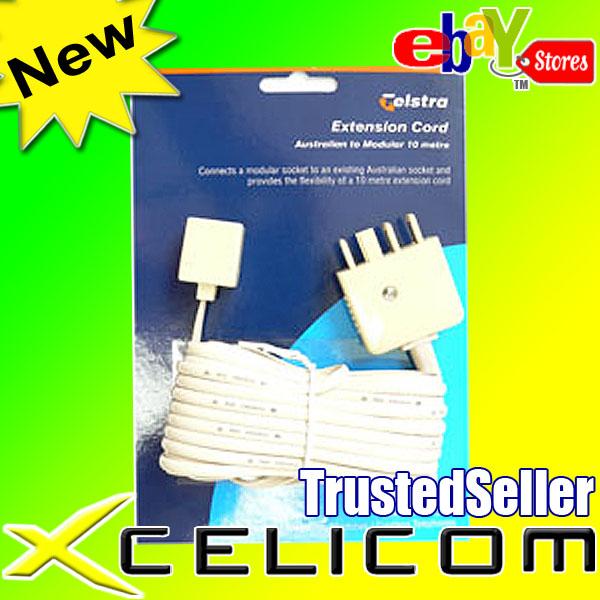 New
ebay Stores
TM
Telstra
Extension Cord
Australian to Modular 10 metre
Connects a modular socket to an existing Australian socket and
provides the flexibility of a 10 metre extension cord
TrustedSeller
XCELICOM